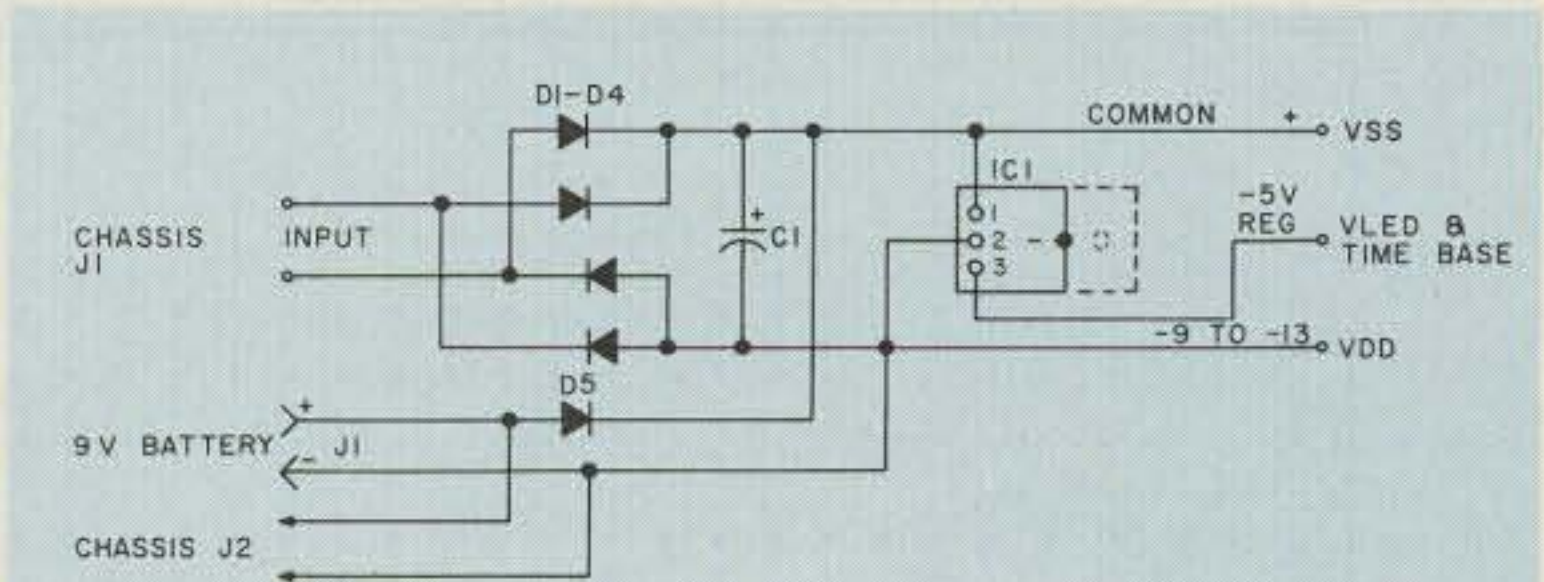 D1-D4
COMMON +
VSS
IC1
CHASSIS
J1
INPUT
+
C1
1
2 -
3
-5V
REG
VLED &
TIME BASE
-9 TO -13
VDD
D5
9V BATTERY
+
- J1
CHASSIS J2